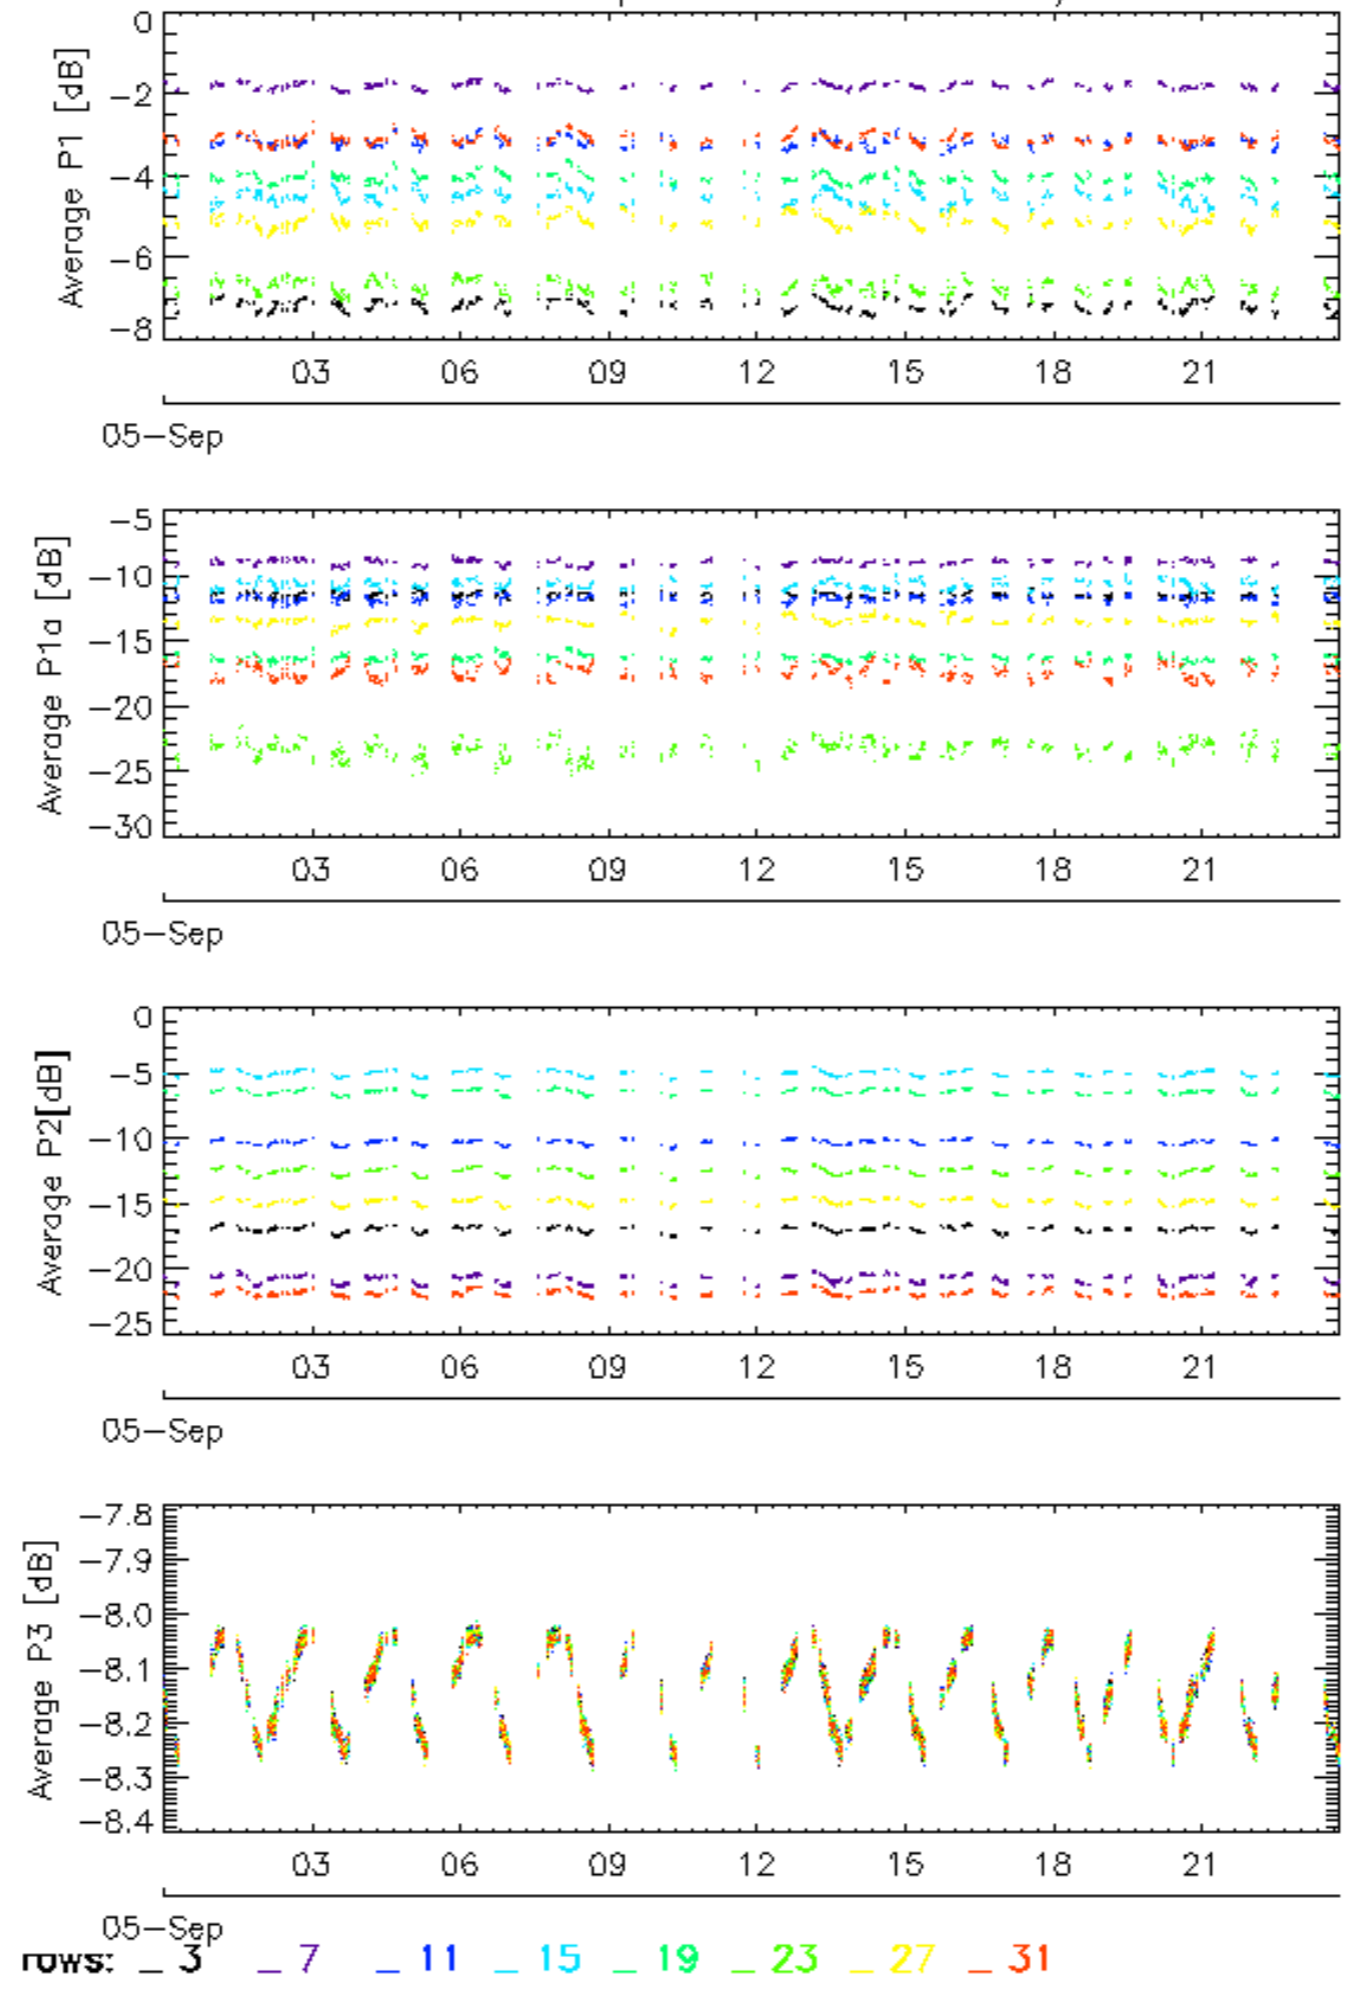 0
−2
−4
−6
−8
Average P1 [dB]
03 06 09 12 15 18 21
05−Sep
−5
−10
−15
−20
−25
−30
Average P1a [dB]
03 06 09 12 15 18 21
05−Sep
0
−5
−10
−15
−20
−25
Average P2[dB]
03 06 09 12 15 18 21
05−Sep
−7.8
−7.9
−8.0
−8.1
−8.2
−8.3
−8.4
Average P3 [dB]
03 06 09 12 15 18 21
05−Sep
rows: _ 3 _ 7 _ 11 _ 15 _ 19 _ 23 _ 27 _ 31